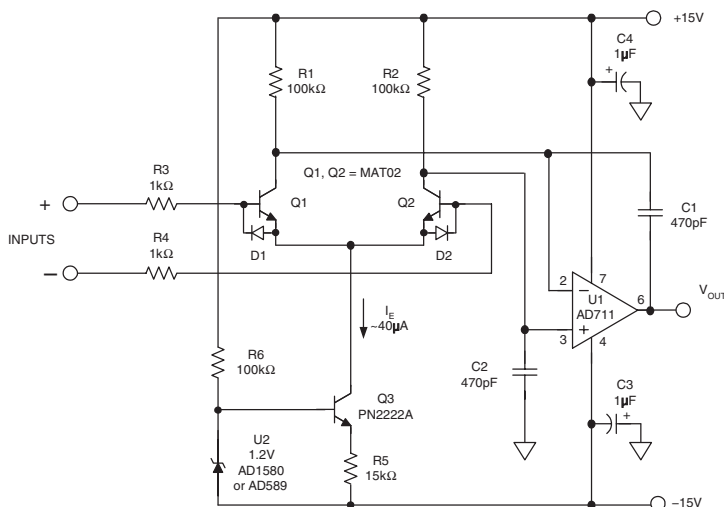 +15V
C4
1µF
+
R1
100kΩ
R2
100kΩ
Q1, Q2 = MAT02
R3
1kΩ
+
Q1
Q2
C1
470pF
INPUTS
R4
1kΩ
D1
D2
−
2
−
7
U1
AD711
6
VOUT
3
+
4
IE
~40µA
R6
100kΩ
C2
470pF
C3
1µF
+
Q3
PN2222A
U2
1.2V
AD1580
or AD589
R5
15kΩ
−15V